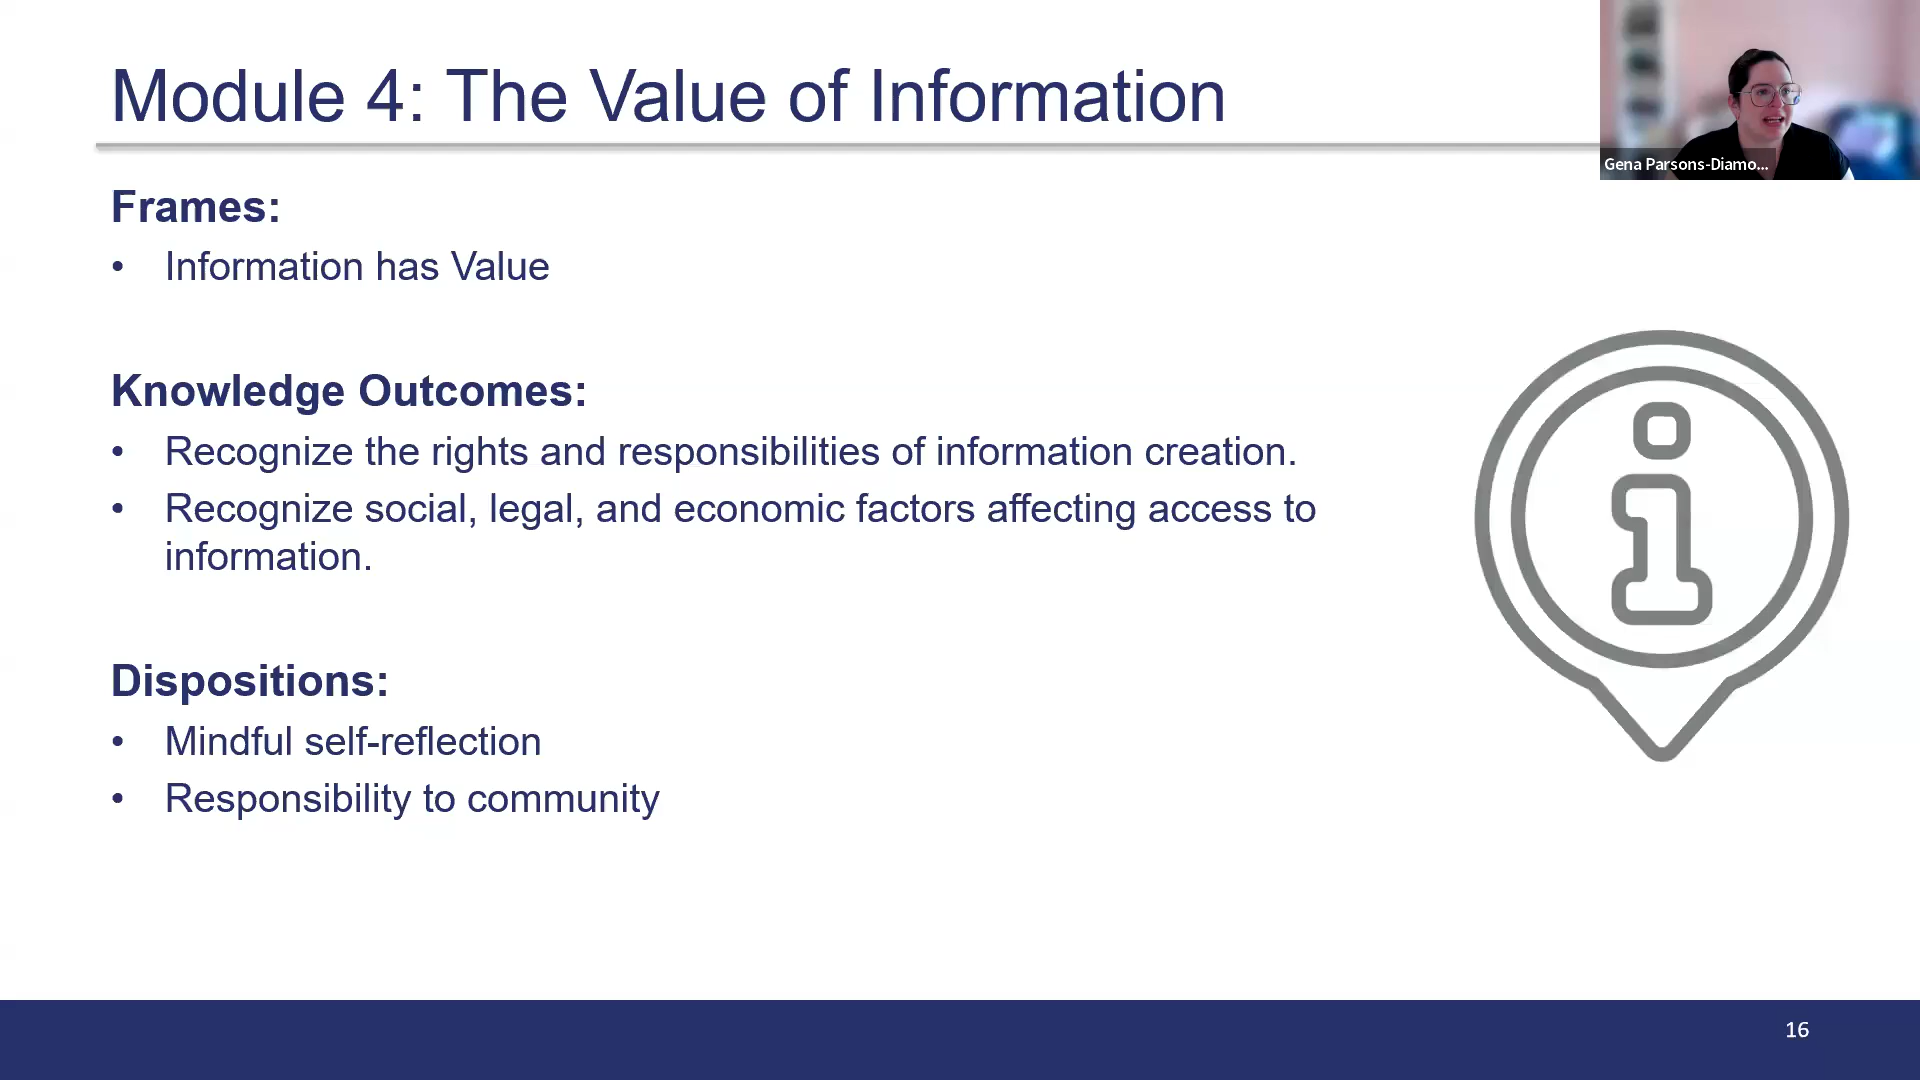 Module 4: The Value of Information
Gena Parsons-Diamo...
Frames:
• Information has Value
Knowledge Outcomes:
• Recognize the rights and responsibilities of information creation.
• Recognize social, legal, and economic factors affecting access to
information.
Dispositions:
• Mindful self-reflection
• Responsibility to community
16